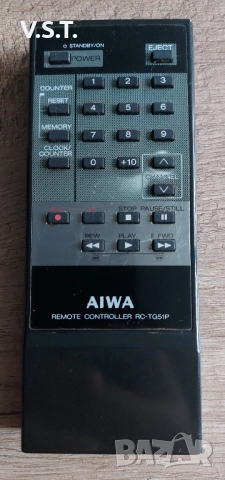 V.S.T.
STANDBY/ON
POWER
EJECT
COUNTER
1 2 3
RESET
4 5 6
MEMORY
7 8 9
CLOCK/
COUNTER
0 +10
CHANNEL
STOP PAUSE/STILL
REW PLAY F.FWD
AIWA
REMOTE CONTROLLER RC-TG51P
БАЗАР